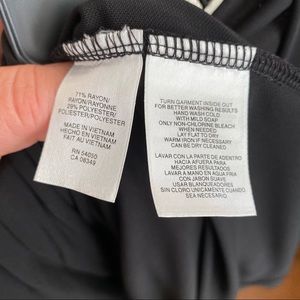 71% RAYON/
RAYON/RAYONNE
29% POLYESTER/
POLIESTER/POLYESTER
MADE IN VIETNAM
HECHO EN VIETNAM
FAIT AU VIETNAM
RN 54050
CA 08349
TURN GARMENT INSIDE OUT
FOR BETTER WASHING RESULTS
HAND WASH COLD
WITH MILD SOAP
ONLY NON-CHLORINE BLEACH
WHEN NEEDED
LAY FLAT TO DRY
WARM IRON IF NECESSARY
CAN BE DRY CLEANED
LAVAR CON LA PARTE DE ADENTRO
HACIA AFUERA PARA
MEJORES RESULTADOS
LAVAR A MANO EN AGUA FRIA
CON JABON SUAVE
USAR BLANQUEADORES
SIN CLORO UNICAMENTE CUANDO
SEA NECESARIO